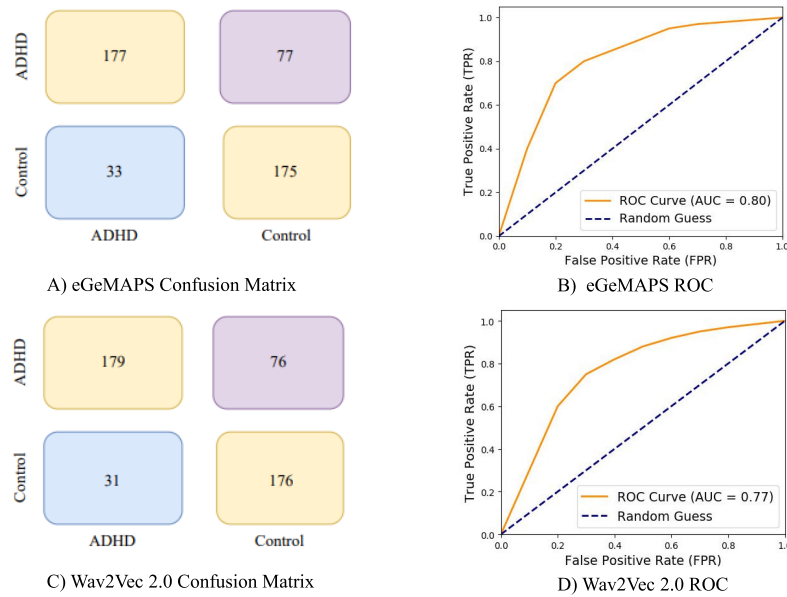 ADHD
177
77
Control
33
175
ADHD
Control
A) eGeMAPS Confusion Matrix
True Positive Rate (TPR)
1.0
0.8
0.6
0.4
0.2
0.0
0.0
0.2
0.4
0.6
0.8
1.0
False Positive Rate (FPR)
ROC Curve (AUC = 0.80)
Random Guess
B) eGeMAPS ROC
ADHD
179
76
Control
31
176
ADHD
Control
C) Wav2Vec 2.0 Confusion Matrix
True Positive Rate (TPR)
1.0
0.8
0.6
0.4
0.2
0.0
0.0
0.2
0.4
0.6
0.8
1.0
False Positive Rate (FPR)
ROC Curve (AUC = 0.77)
Random Guess
D) Wav2Vec 2.0 ROC